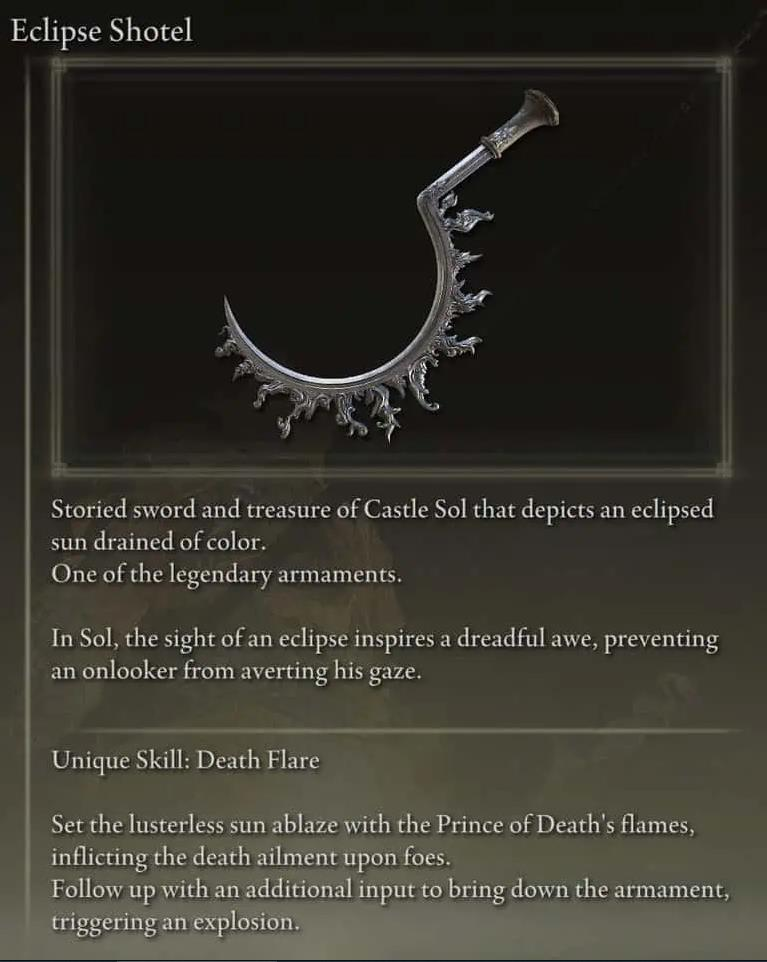 Eclipse Shotel
Storied sword and treasure of Castle Sol that depicts an eclipsed
sun drained of color.
One of the legendary armaments.
In Sol, the sight of an eclipse inspires a dreadful awe, preventing
an onlooker from averting his gaze.
Unique Skill: Death Flare
Set the lusterless sun ablaze with the Prince of Death's flames,
inflicting the death ailment upon foes.
Follow up with an additional input to bring down the armament,
triggering an explosion.